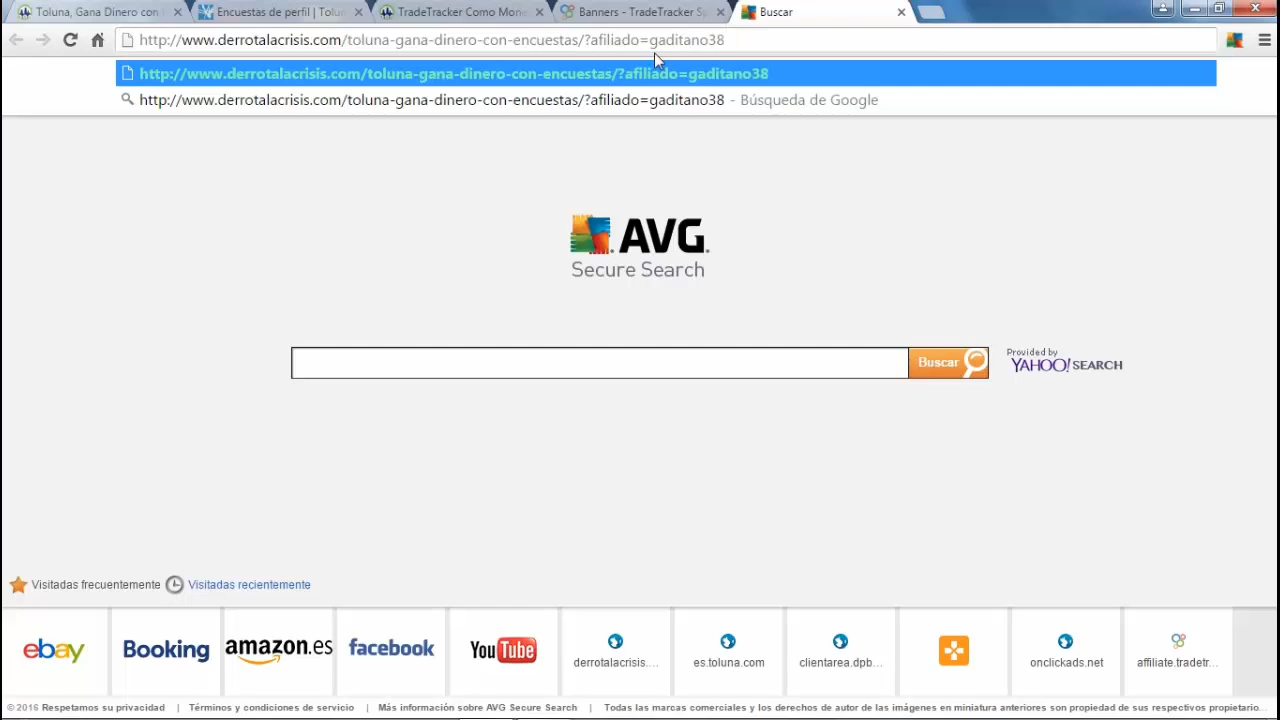 Toluna, Gana Dinero con
Encuestas de perfil | Tolun
TradeTracker Como Mone
Banners - TradeTracker S
Buscar
http://www.derrotalacrisis.com/toluna-gana-dinero-con-encuestas/?afiliado=gaditano38
http://www.derrotalacrisis.com/toluna-gana-dinero-con-encuestas/?afiliado=gaditano38
http://www.derrotalacrisis.com/toluna-gana-dinero-con-encuestas/?afiliado=gaditano38 - Búsqueda de Google
AVG.
Secure Search
Buscar
Provided by
YAHOO! SEARCH
Visitadas frecuentemente
Visitadas recientemente
ebay
Booking
amazon.es
facebook
YouTube
derrotalacrisis....
es.toluna.com
clientarea.dpb...
onclickads.net
affiliate.tradetr...
© 2016 Respetamos su privacidad | Términos y condiciones de servicio | Más información sobre AVG Secure Search | Todas las marcas comerciales y los derechos de autor de las imágenes en miniatura anteriores son propiedad de sus respectivos propietario...